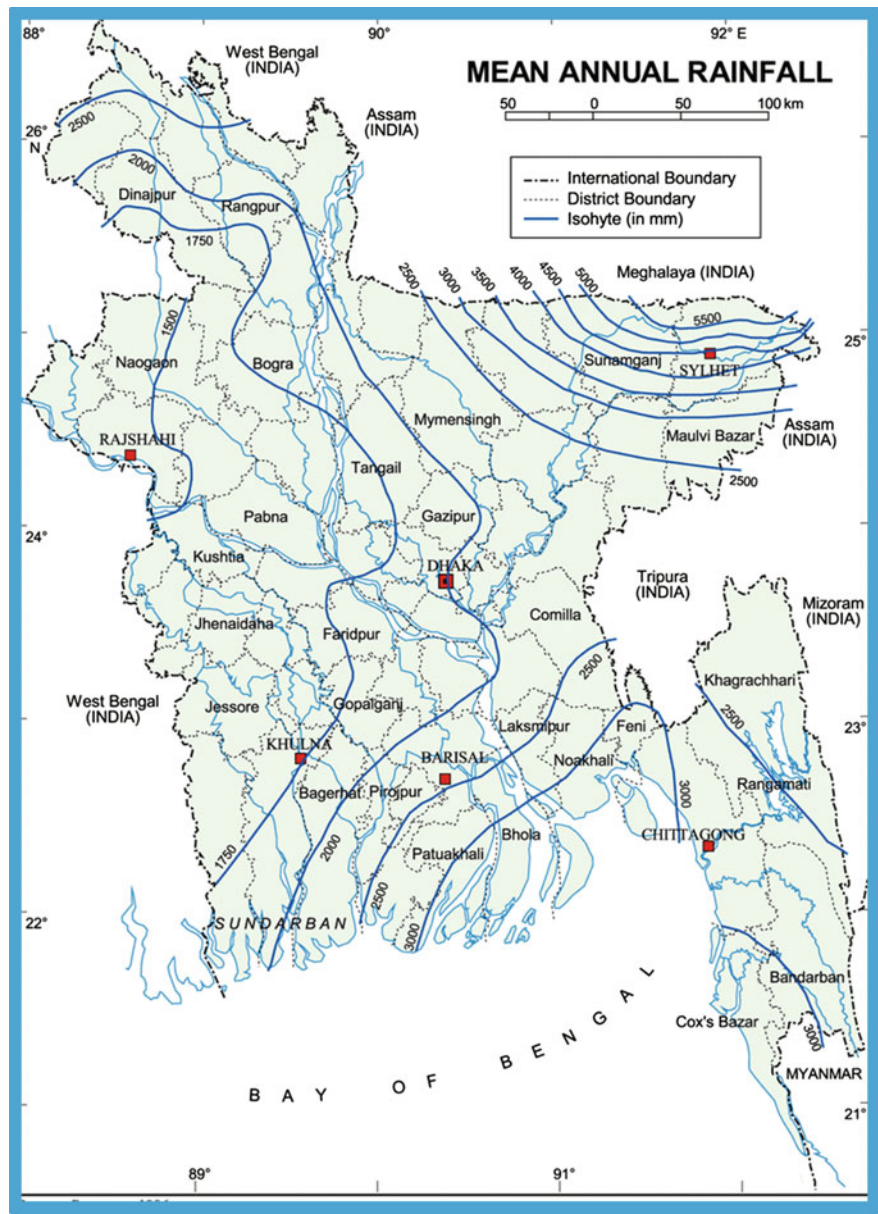 88°
90°
92° E
West Bengal
(INDIA)
MEAN ANNUAL RAINFALL
50
0
50
100 km
Assam
(INDIA)
26°
N
2500
2000
International Boundary
District Boundary
Isohyte (in mm)
Dinajpur
Rangpur
1750
Meghalaya (INDIA)
2500
3000
3500
4000
4500
5000
5500
1500
25°
Naogaon
Bogra
Sunamganj
SYLHET
Mymensingh
Assam
(INDIA)
RAJSHAHI
Maulvi Bazar
Tangail
2500
Pabna
Gazipur
24°
24°
Kushtia
DHAKA
Tripura
(INDIA)
Mizoram
(INDIA)
Jhenaidaha
Faridpur
Comilla
2500
Khagrachhari
West Bengal
(INDIA)
Jessore
Gopalganj
Laksmipur
Feni
2500
23°
KHULNA
BARISAL
Noakhali
Bagerhat
Pirojpur
Rangamati
3000
Bhola
CHITTAGONG
1750
2000
Patuakhali
2500
22°
SUNDARBAN
3000
Bandarban
Cox's Bazar
3000
BAY OF BENGAL
MYANMAR
21°
89°
91°